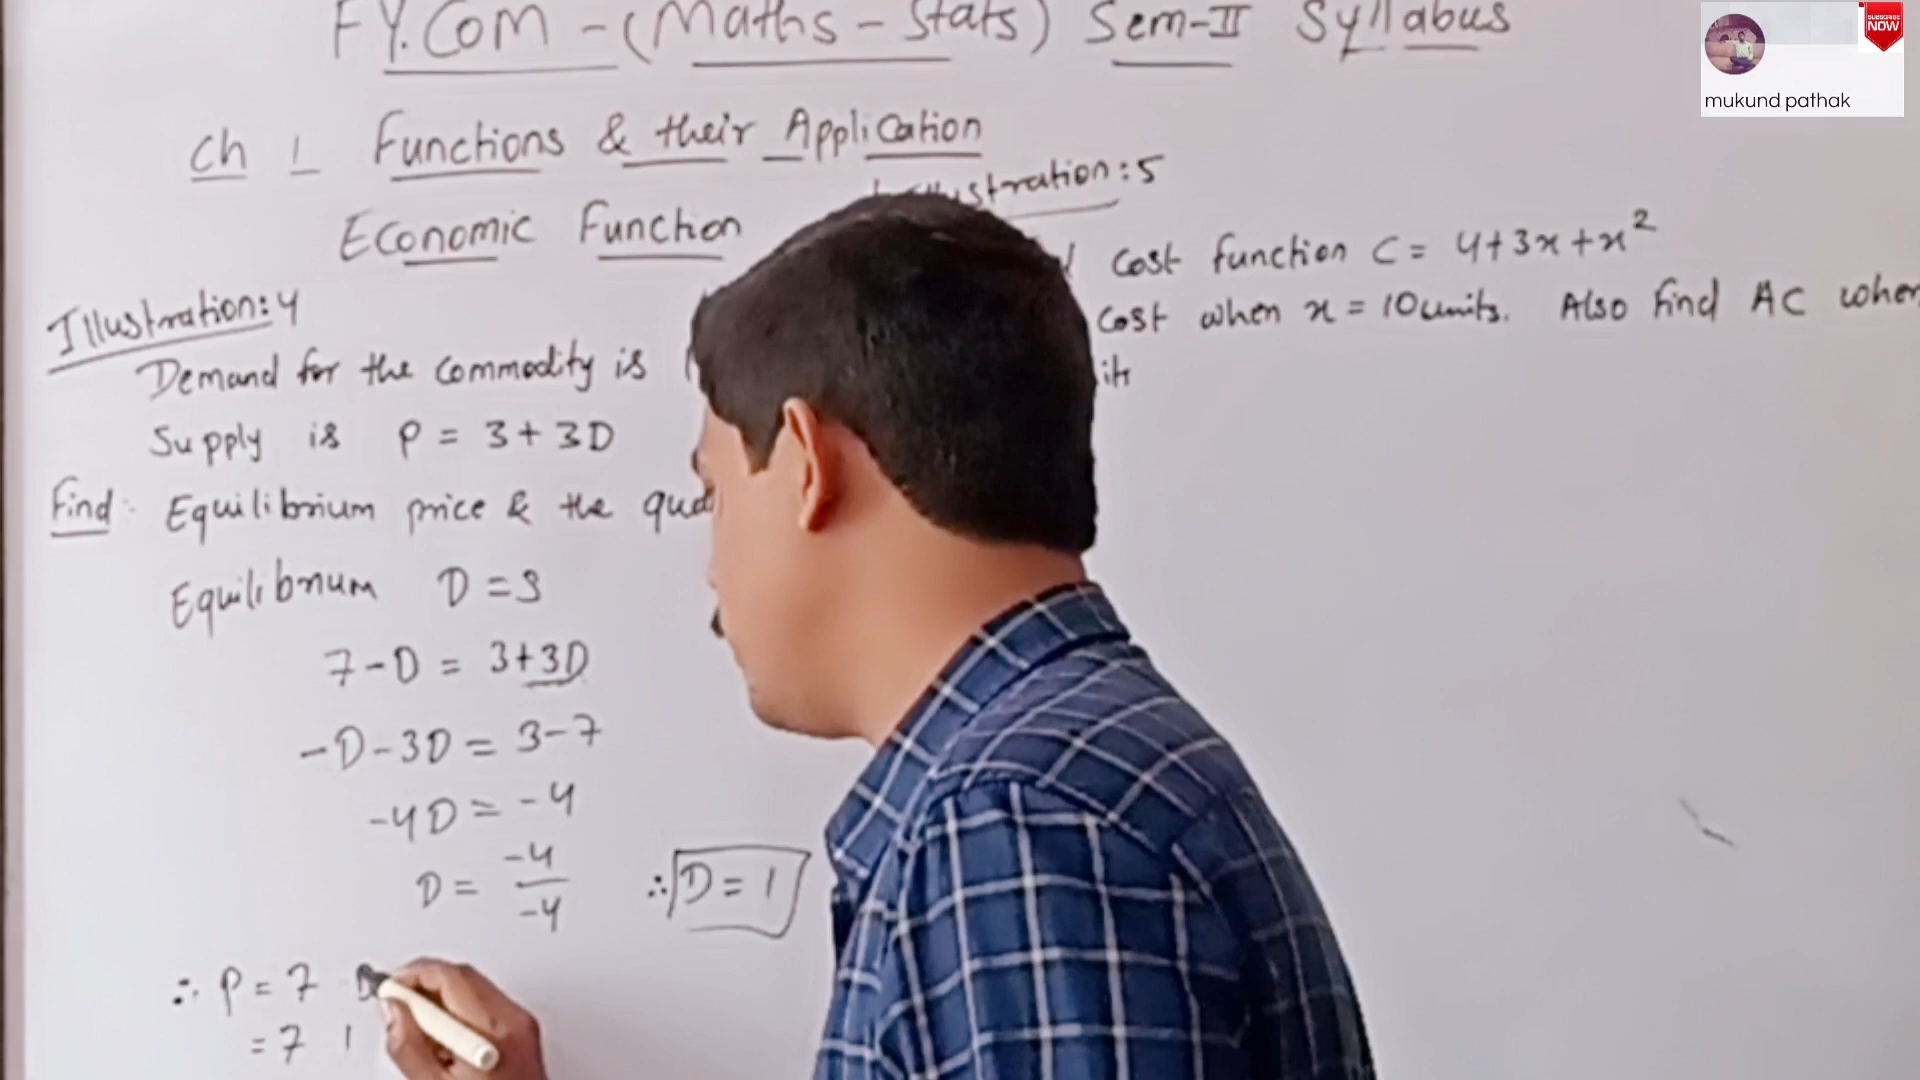 FY.Com - (Maths - Stats) Sem-II Syllabus
Ch 1 Functions & their Application
Economic Function
Illustration: 4
Demand for the commodity is
Supply is P = 3 + 3D
Find: Equilibrium price & the
Equilibrium D = S
7 - D = 3 + 3D
-D - 3D = 3 - 7
-4D = -4
D = -4/-4 ∴ D = 1
∴ P = 7 D
= 7 1
Illustration: 5
Cost function C = 4 + 3x + x²
Cost when x = 10 units. Also find AC when
SUBSCRIBE
NOW
mukund pathak